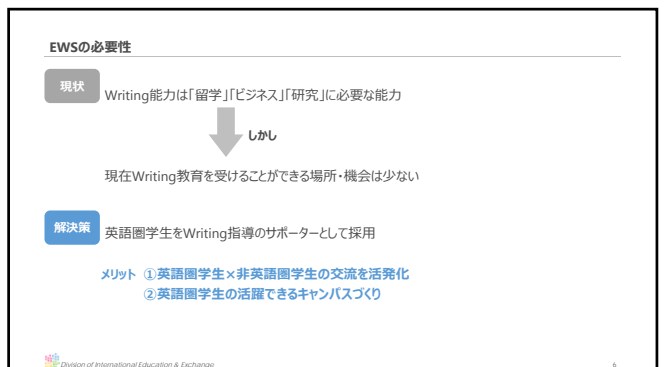 EWSの必要性
現状
Writing能力は「留学」「ビジネス」「研究」に必要な能力
しかし
現在Writing教育を受けることができる場所・機会は少ない
解決策
英語圏学生をWriting指導のサポーターとして採用
メリット ①英語圏学生×非英語圏学生の交流を活発化
②英語圏学生の活躍できるキャンパスづくり
Division of International Education & Exchange
6